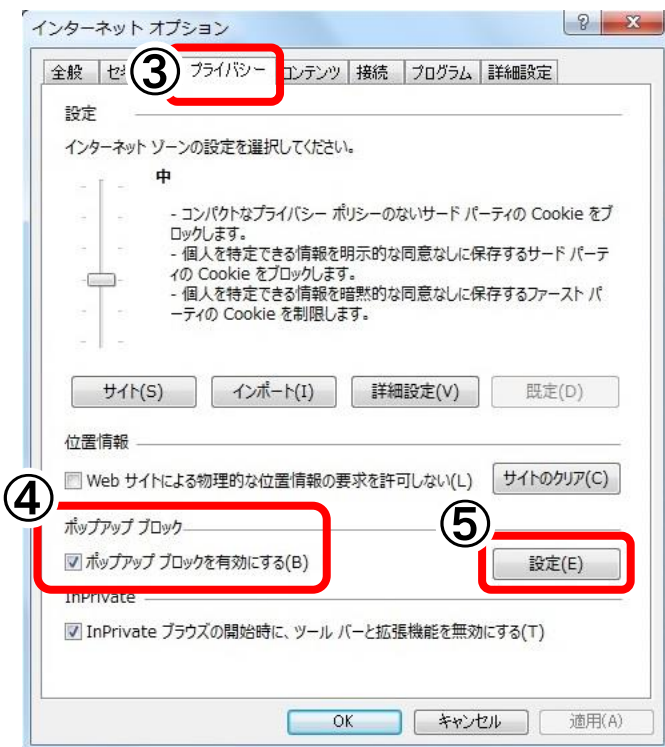 インターネット オプション
③
全般 プライバシー コンテンツ 接続 プログラム 詳細設定
設定
インターネット ゾーンの設定を選択してください。
中
- コンパクトなプライバシー ポリシーのないサード パーティの Cookie をブ
ロックします。
- 個人を特定できる情報を明示的な同意なしに保存するサード パーテ
ィの Cookie をブロックします。
- 個人を特定できる情報を暗黙的な同意なしに保存するファースト パ
ーティの Cookie を制限します。
サイト(S) インポート(I) 詳細設定(V) 既定(D)
位置情報
Web サイトによる物理的な位置情報の要求を許可しない(L) サイトのクリア(C)
④
ポップアップ ブロック
⑤
ポップアップ ブロックを有効にする(B) 設定(E)
InPrivate
InPrivate ブラウズの開始時に、ツール バーと拡張機能を無効にする(T)
OK キャンセル 適用(A)